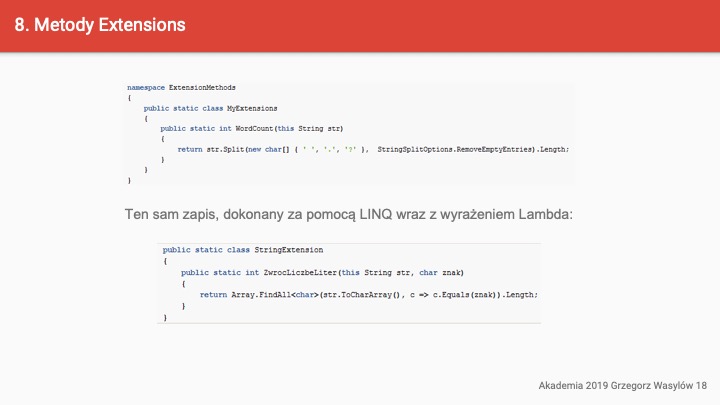 8. Metody Extensions
namespace ExtensionMethods
{
public static class MyExtensions
{
public static int WordCount(this String str)
{
return str.Split(new char[] { ' ', '.', '?' }, StringSplitOptions.RemoveEmptyEntries).Length;
}
}
}
Ten sam zapis, dokonany za pomocą LINQ wraz z wyrażeniem Lambda:
public static class StringExtension
{
public static int ZwrocLiczbeLiter(this String str, char znak)
{
return Array.FindAll<char>(str.ToCharArray(), c => c.Equals(znak)).Length;
}
}
Akademia 2019 Grzegorz Wasylów 18